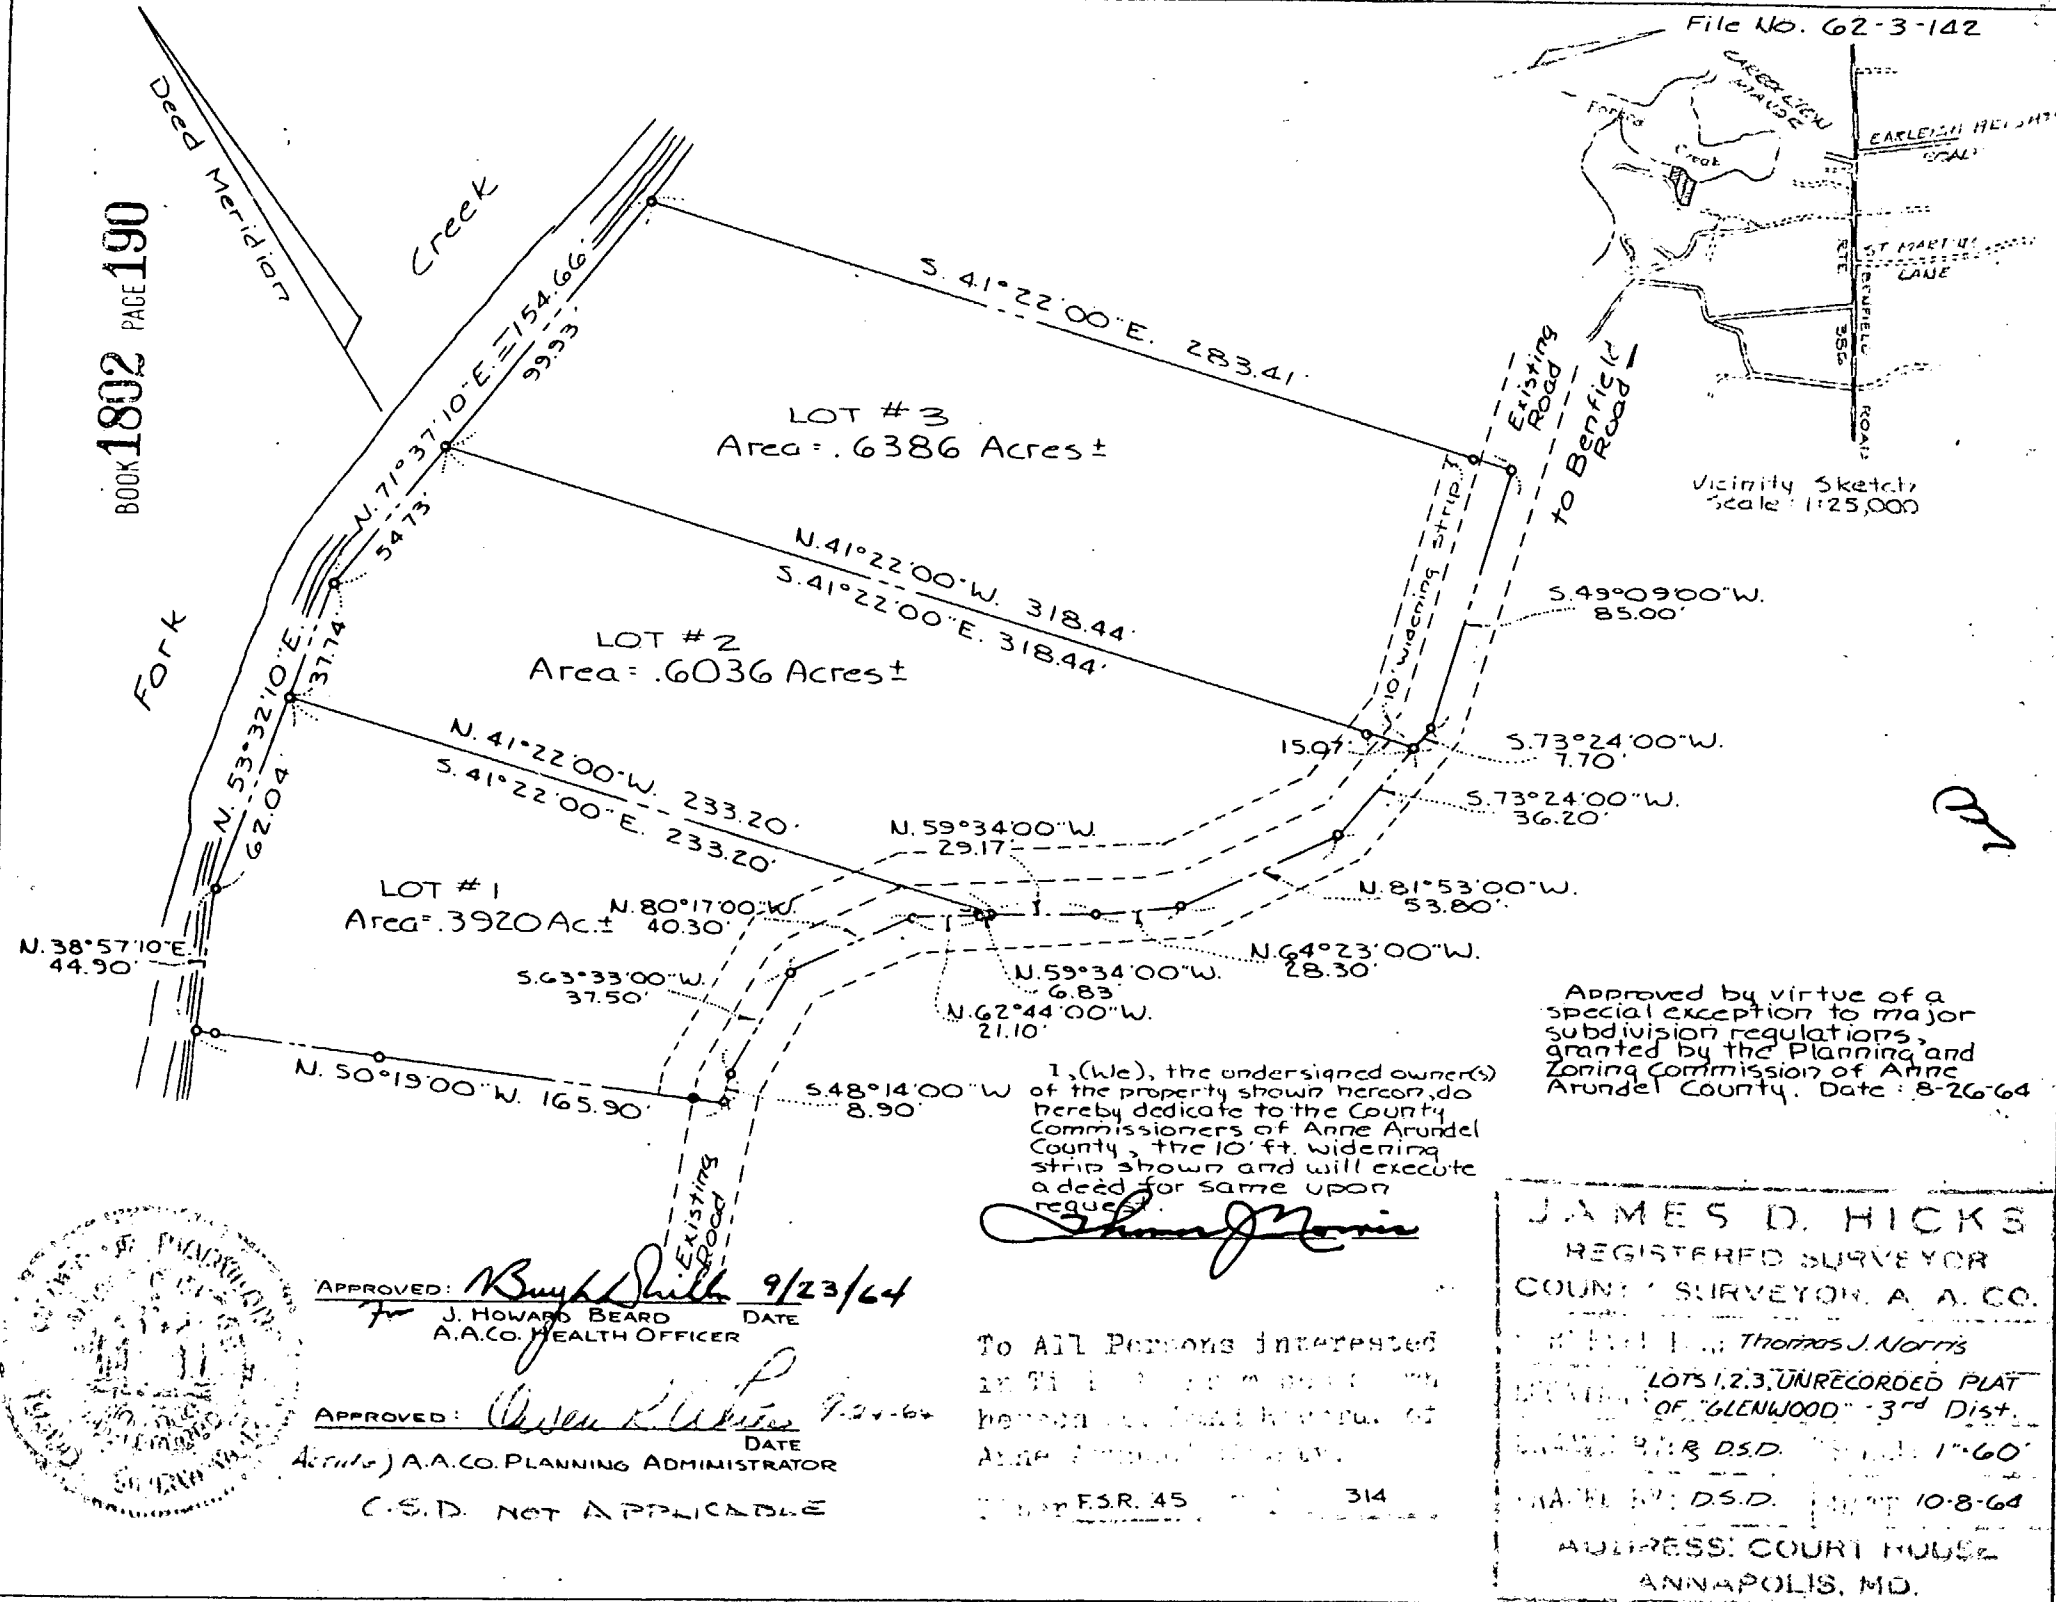 File No. 62-3-142
Deed Meridian
BOOK 1802 PAGE 190
Creek
Fork
EARLEIGH HEIGHTS
Creek
ST MARTINS
LANE
RTE
BENFIELD
ROAD
Vicinity Sketch
Scale: 1:25,000
N.71°37'10"E.=154.66'
99.93'
54.73'
S. 41°22'00"E. 283.41'
LOT #3
Area = .6386 Acres±
N.41°22'00"W. 318.44'
S.41°22'00"E. 318.44'
Existing
Road
to Benfield
Road
10' widening strip
S.49°09'00"W.
85.00'
LOT #2
Area = .6036 Acres±
N. 53°32'10"E.
37.74'
62.04'
N. 41°22'00"W. 233.20'
S. 41°22'00"E. 233.20'
15.07'
S.73°24'00"W.
7.70'
S.73°24'00"W.
36.20'
N.59°34'00"W.
29.17'
N.81°53'00"W.
53.80'
LOT #1
Area = .3920 Ac.±
N.80°17'00"W.
40.30'
N.38°57'10"E.
44.90'
S.63°33'00"W.
37.50'
N.64°23'00"W.
28.30'
N.59°34'00"W.
6.83'
N.62°44'00"W.
21.10'
N. 50°19'00"W. 165.90'
S.48°14'00"W
8.90'
Existing
Road
Approved by virtue of a
special exception to major
subdivision regulations,
granted by the Planning and
Zoning Commission of Anne
Arundel County. Date: 8-26-64
I, (We), the undersigned owner(s)
of the property shown hereon, do
hereby dedicate to the County
Commissioners of Anne Arundel
County, the 10' ft. widening
strip shown and will execute
a deed for same upon
request.
Thomas J Norris
APPROVED: 9/23/64
For J. HOWARD BEARD DATE
A.A.CO. HEALTH OFFICER
APPROVED: 9-24-64
DATE
(Acting) A.A.CO. PLANNING ADMINISTRATOR
C.S.D. NOT APPLICABLE
To All Persons interested
Anne
F.S.R. 45 314
JAMES D. HICKS
REGISTERED SURVEYOR
COUNTY SURVEYOR, A. A. CO.
Thomas J. Norris
LOTS 1,2,3, UNRECORDED PLAT
OF "GLENWOOD" - 3rd Dist.
D.S.D. 1"=60'
D.S.D. 10-8-64
ADDRESS: COURT HOUSE
ANNAPOLIS, MD.